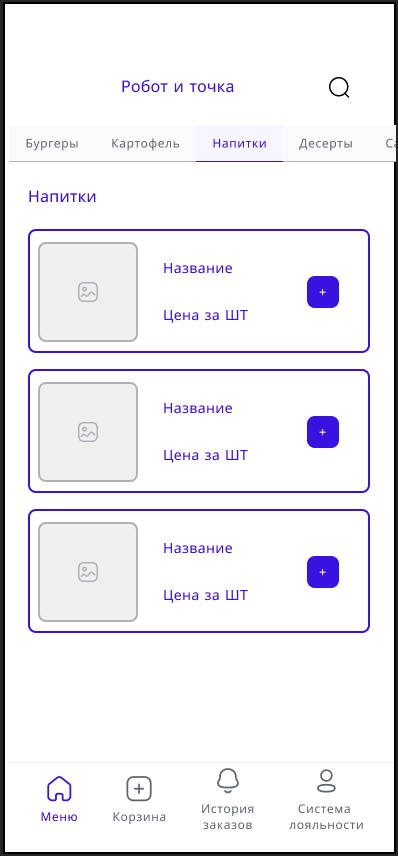 Робот и точка
Бургеры Картофель Напитки Десерты
Напитки
Название
+
Цена за ШТ
Название
+
Цена за ШТ
Название
+
Цена за ШТ
Меню Корзина История заказов Система лояльности